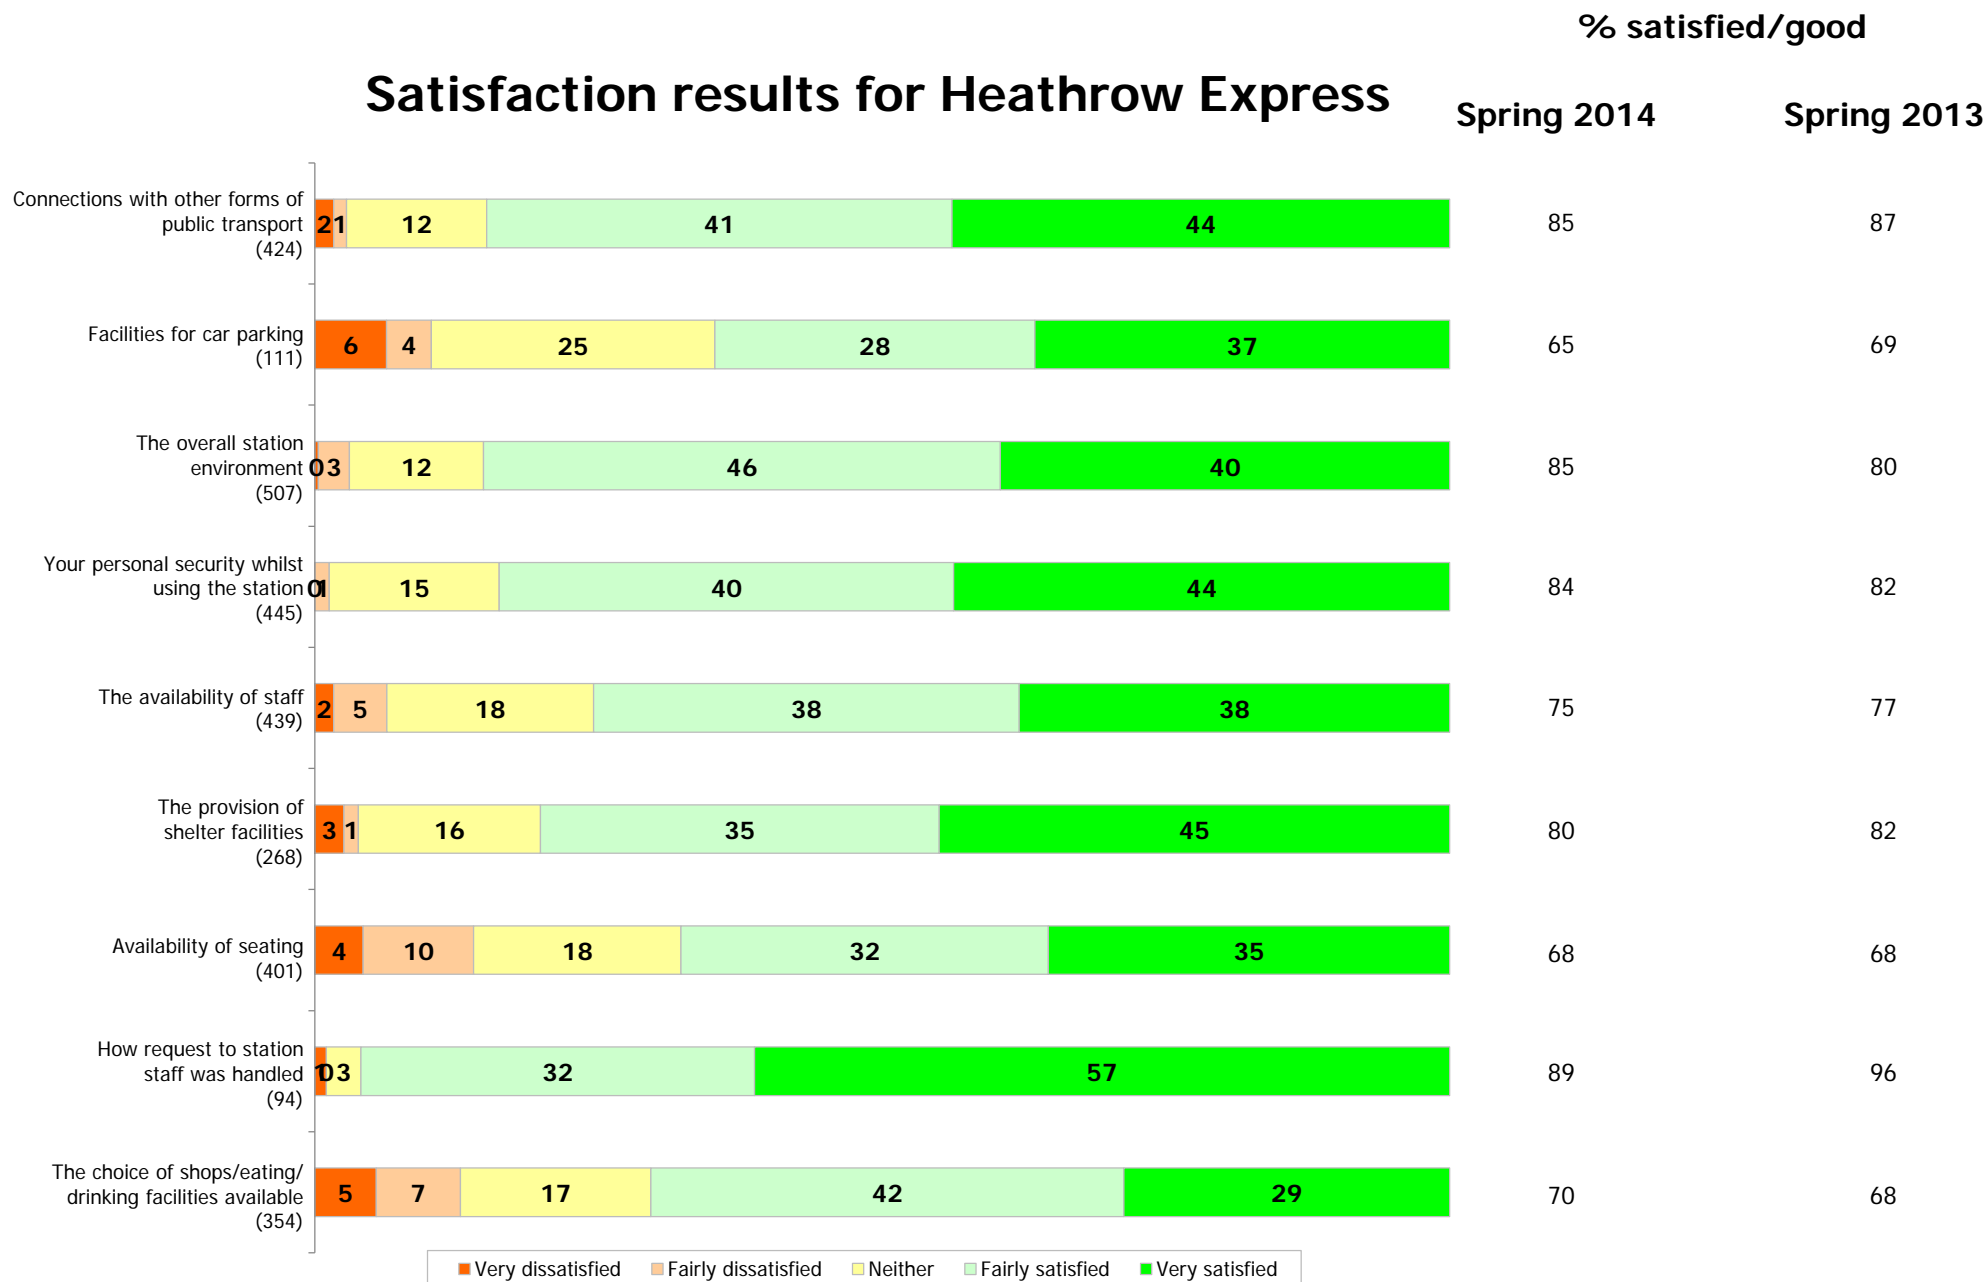 % satisfied/good
Satisfaction results for Heathrow Express
Spring 2014 Spring 2013
Connections with other forms of
public transport
(424)
2 1 12 41 44 85 87
Facilities for car parking
(111)
6 4 25 28 37 65 69
The overall station
environment
(507)
0 3 12 46 40 85 80
Your personal security whilst
using the station
(445)
0 1 15 40 44 84 82
The availability of staff
(439)
2 5 18 38 38 75 77
The provision of
shelter facilities
(268)
3 1 16 35 45 80 82
Availability of seating
(401)
4 10 18 32 35 68 68
How request to station
staff was handled
(94)
1 0 3 32 57 89 96
The choice of shops/eating/
drinking facilities available
(354)
5 7 17 42 29 70 68
Very dissatisfied Fairly dissatisfied Neither Fairly satisfied Very satisfied